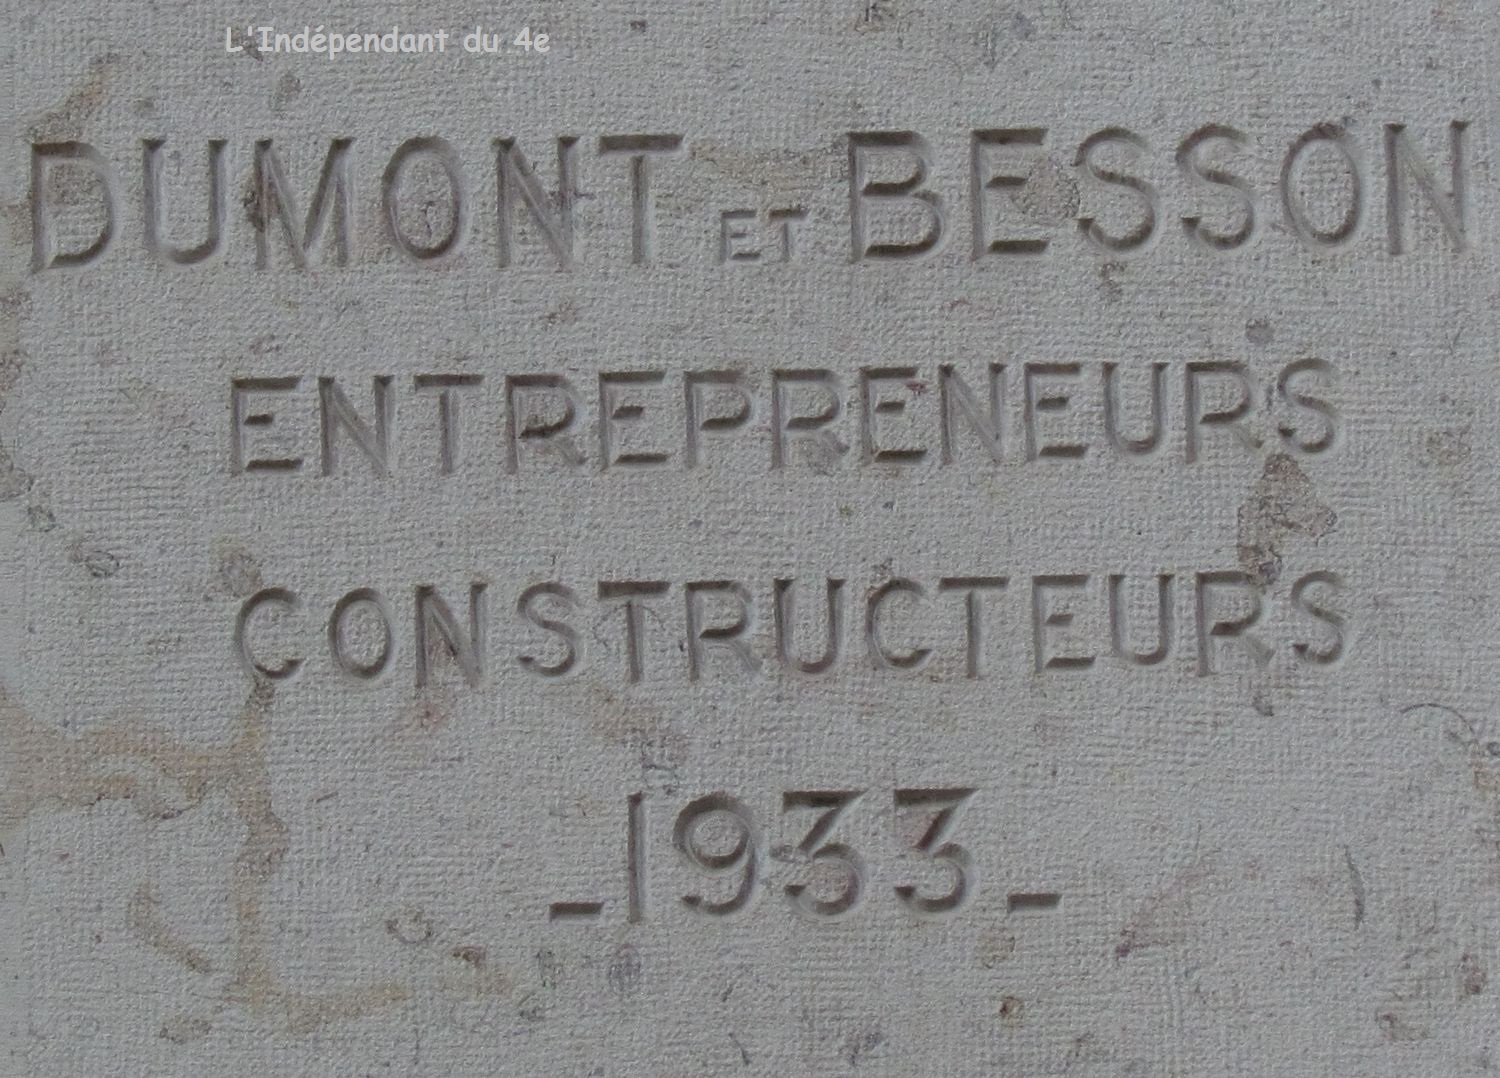 L'Indépendant du 4e
DUMONT ET BESSON
ENTREPRENEURS
CONSTRUCTEURS
_1933_